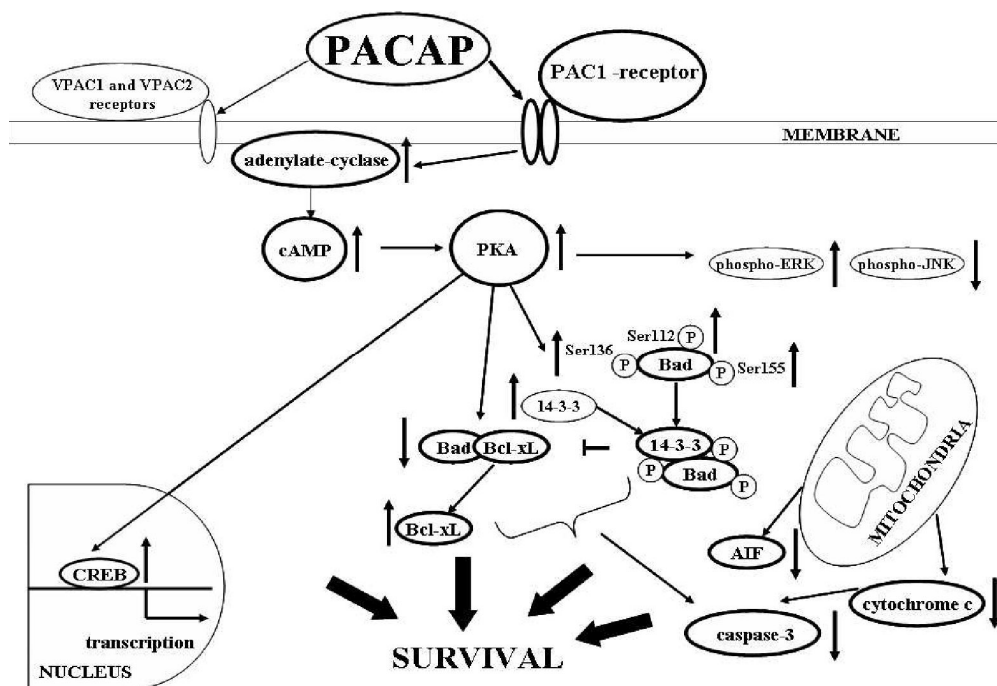 PACAP
PAC1 -receptor
VPAC1 and VPAC2
receptors
MEMBRANE
adenylate-cyclase
cAMP
PKA
phospho-ERK
phospho-JNK
Ser112
P
Ser136
P
Bad
P
Ser155
14-3-3
Bad
Bcl-xL
14-3-3
P
P
Bad
P
MITOCHONDRIA
Bcl-xL
AIF
CREB
cytochrome c
transcription
caspase-3
NUCLEUS
SURVIVAL